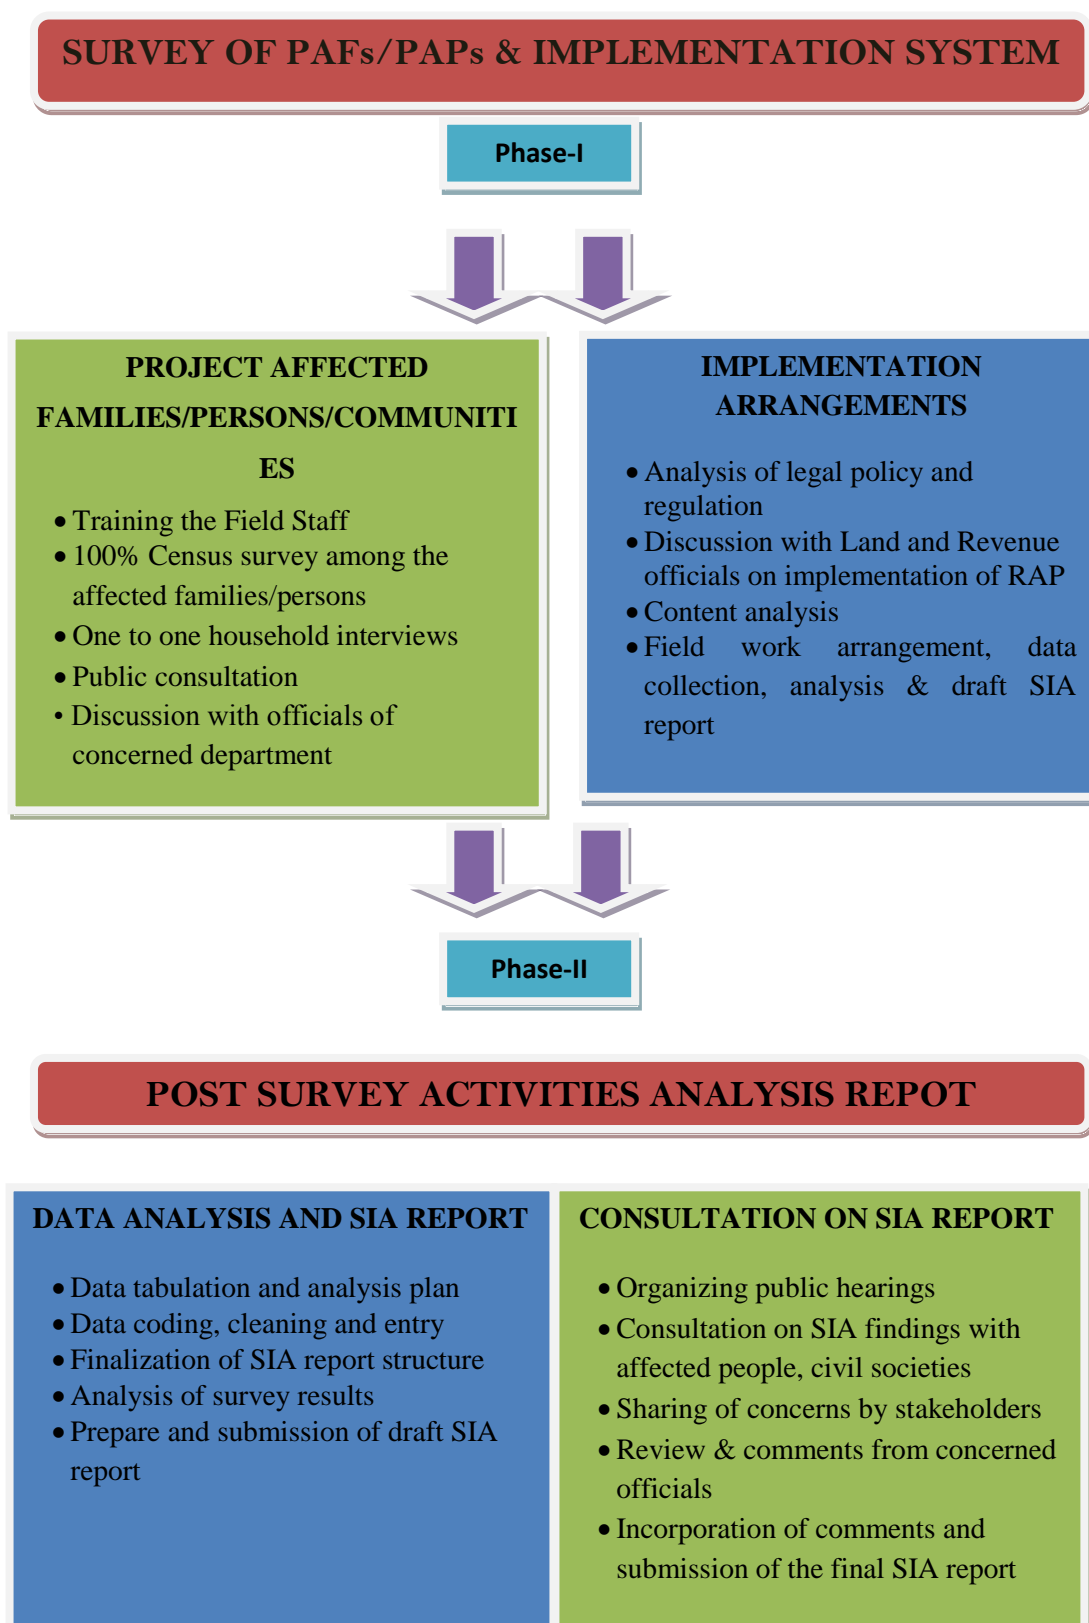 SURVEY OF PAFs/PAPs & IMPLEMENTATION SYSTEM
Phase-I
PROJECT AFFECTED
FAMILIES/PERSONS/COMMUNITI
ES
• Training the Field Staff
• 100% Census survey among the
affected families/persons
• One to one household interviews
• Public consultation
• Discussion with officials of
concerned department
IMPLEMENTATION
ARRANGEMENTS
• Analysis of legal policy and
regulation
• Discussion with Land and Revenue
officials on implementation of RAP
• Content analysis
• Field work arrangement, data
collection, analysis & draft SIA
report
Phase-II
POST SURVEY ACTIVITIES ANALYSIS REPOT
DATA ANALYSIS AND SIA REPORT
• Data tabulation and analysis plan
• Data coding, cleaning and entry
• Finalization of SIA report structure
• Analysis of survey results
• Prepare and submission of draft SIA
report
CONSULTATION ON SIA REPORT
• Organizing public hearings
• Consultation on SIA findings with
affected people, civil societies
• Sharing of concerns by stakeholders
• Review & comments from concerned
officials
• Incorporation of comments and
submission of the final SIA report